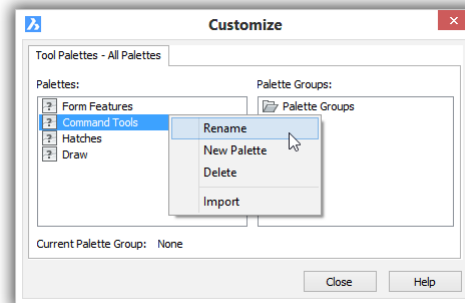 Customize
Tool Palettes - All Palettes
Palettes:
Palette Groups:
Form Features
Command Tools
Hatches
Draw
Palette Groups
Rename
New Palette
Delete
Import
Current Palette Group: None
Close
Help